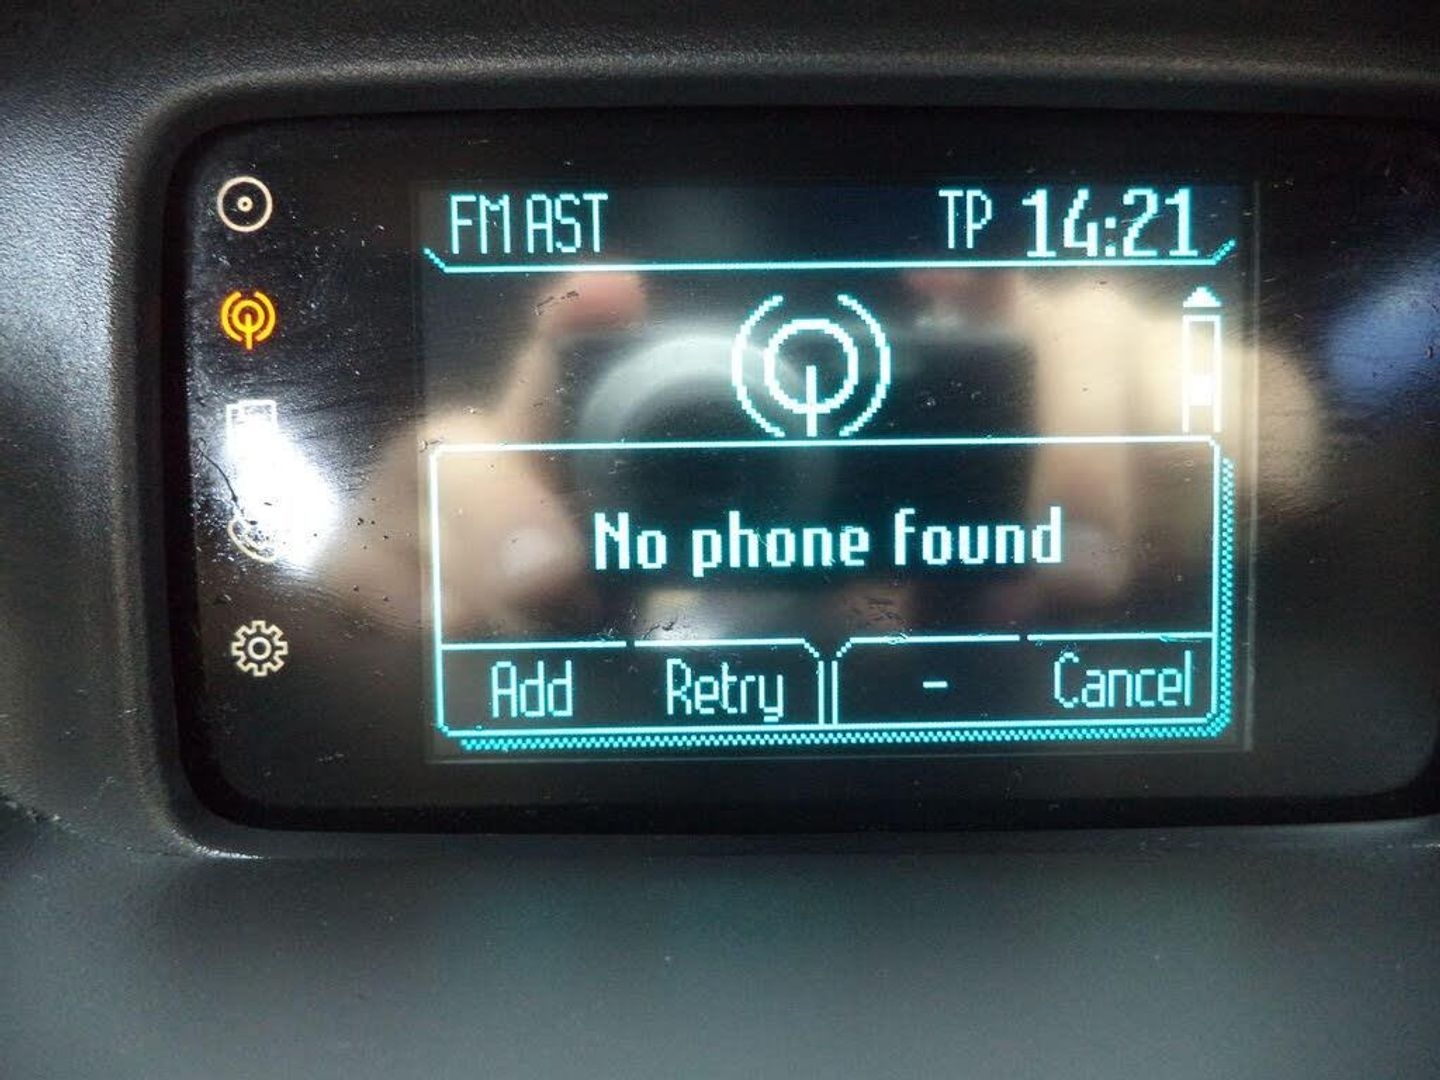 FM AST TP 14:21
No phone found
Add Retry - Cancel